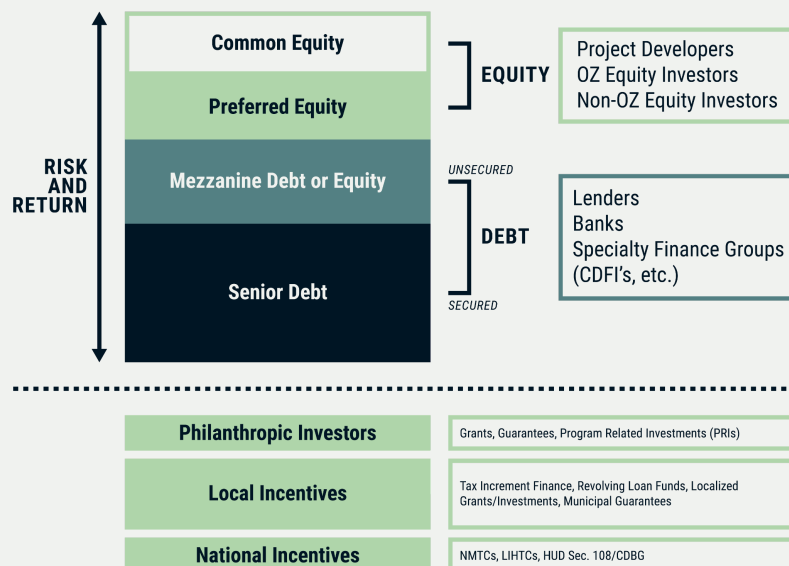 Common Equity
Preferred Equity
Mezzanine Debt or Equity
Senior Debt
RISK
AND
RETURN
EQUITY
UNSECURED
DEBT
SECURED
Project Developers
OZ Equity Investors
Non-OZ Equity Investors
Lenders
Banks
Specialty Finance Groups
(CDFI's, etc.)
Philanthropic Investors
Grants, Guarantees, Program Related Investments (PRIs)
Local Incentives
Tax Increment Finance, Revolving Loan Funds, Localized
Grants/Investments, Municipal Guarantees
National Incentives
NMTCs, LIHTCs, HUD Sec. 108/CDBG